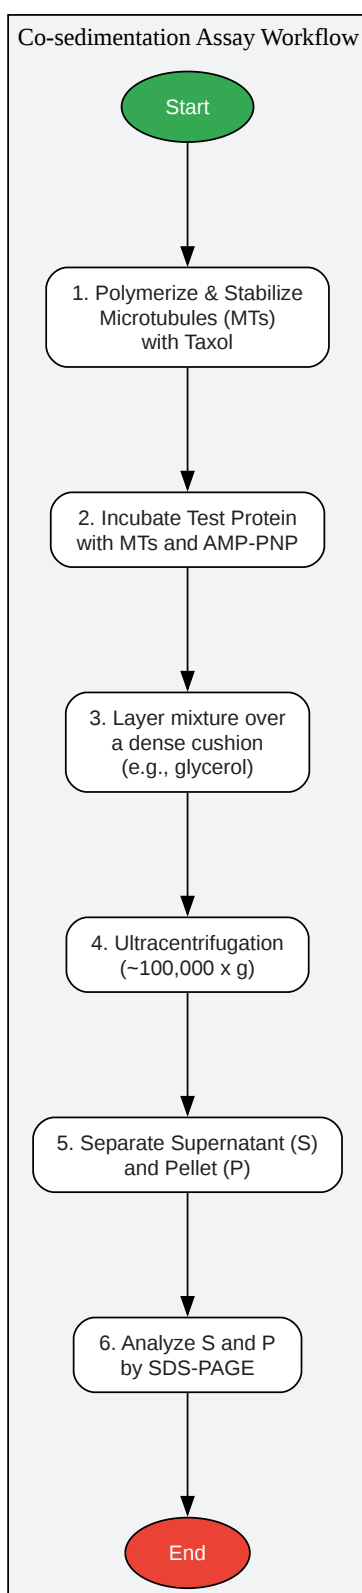 Co-sedimentation Assay Workflow
Start
1. Polymerize & Stabilize
Microtubules (MTs)
with Taxol
2. Incubate Test Protein
with MTs and AMP-PNP
3. Layer mixture over
a dense cushion
(e.g., glycerol)
4. Ultracentrifugation
(~100,000 x g)
5. Separate Supernatant (S)
and Pellet (P)
6. Analyze S and P
by SDS-PAGE
End